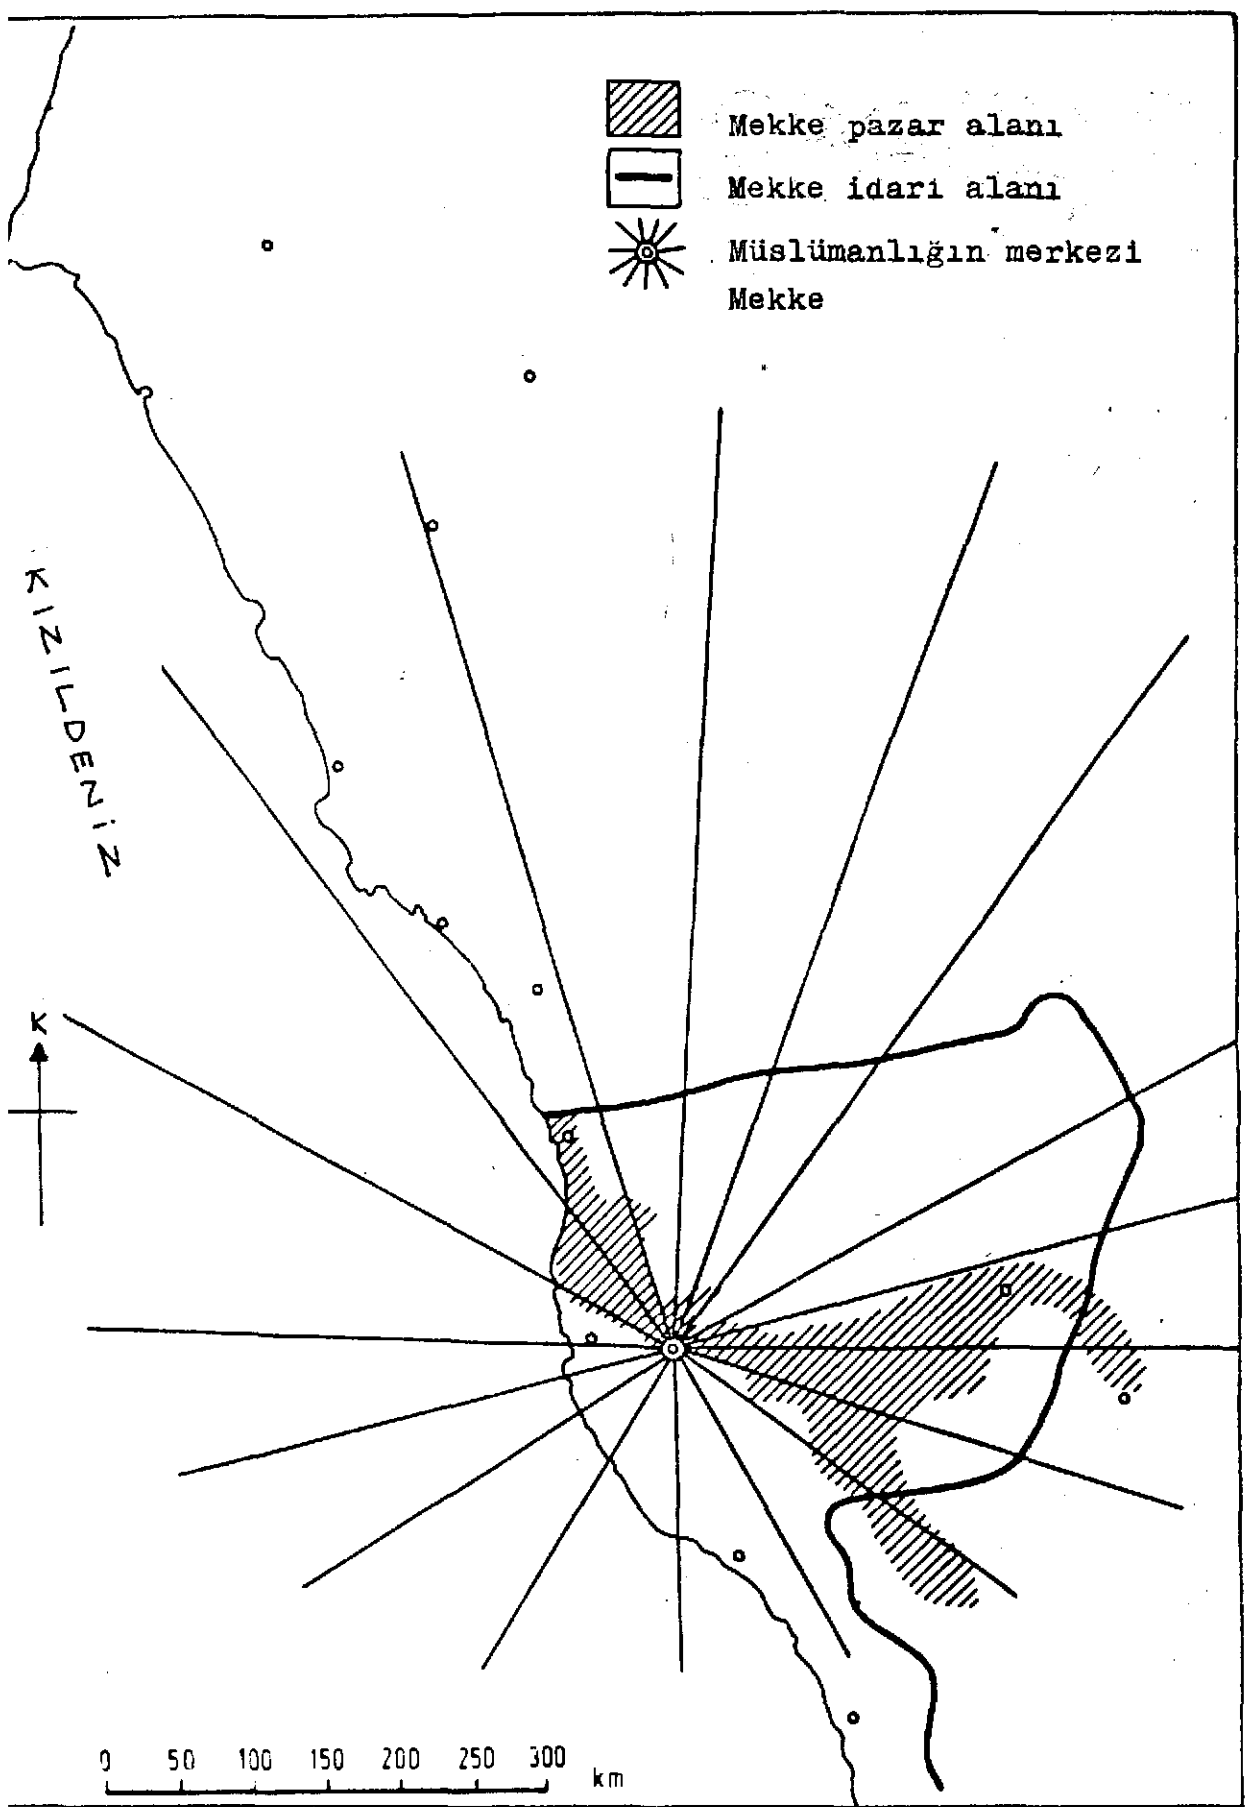 Mekke pazar alanı
Mekke idari alanı
Müslümanlığın merkezi
Mekke
KIZILDENİZ
K
0 50 100 150 200 250 300
km